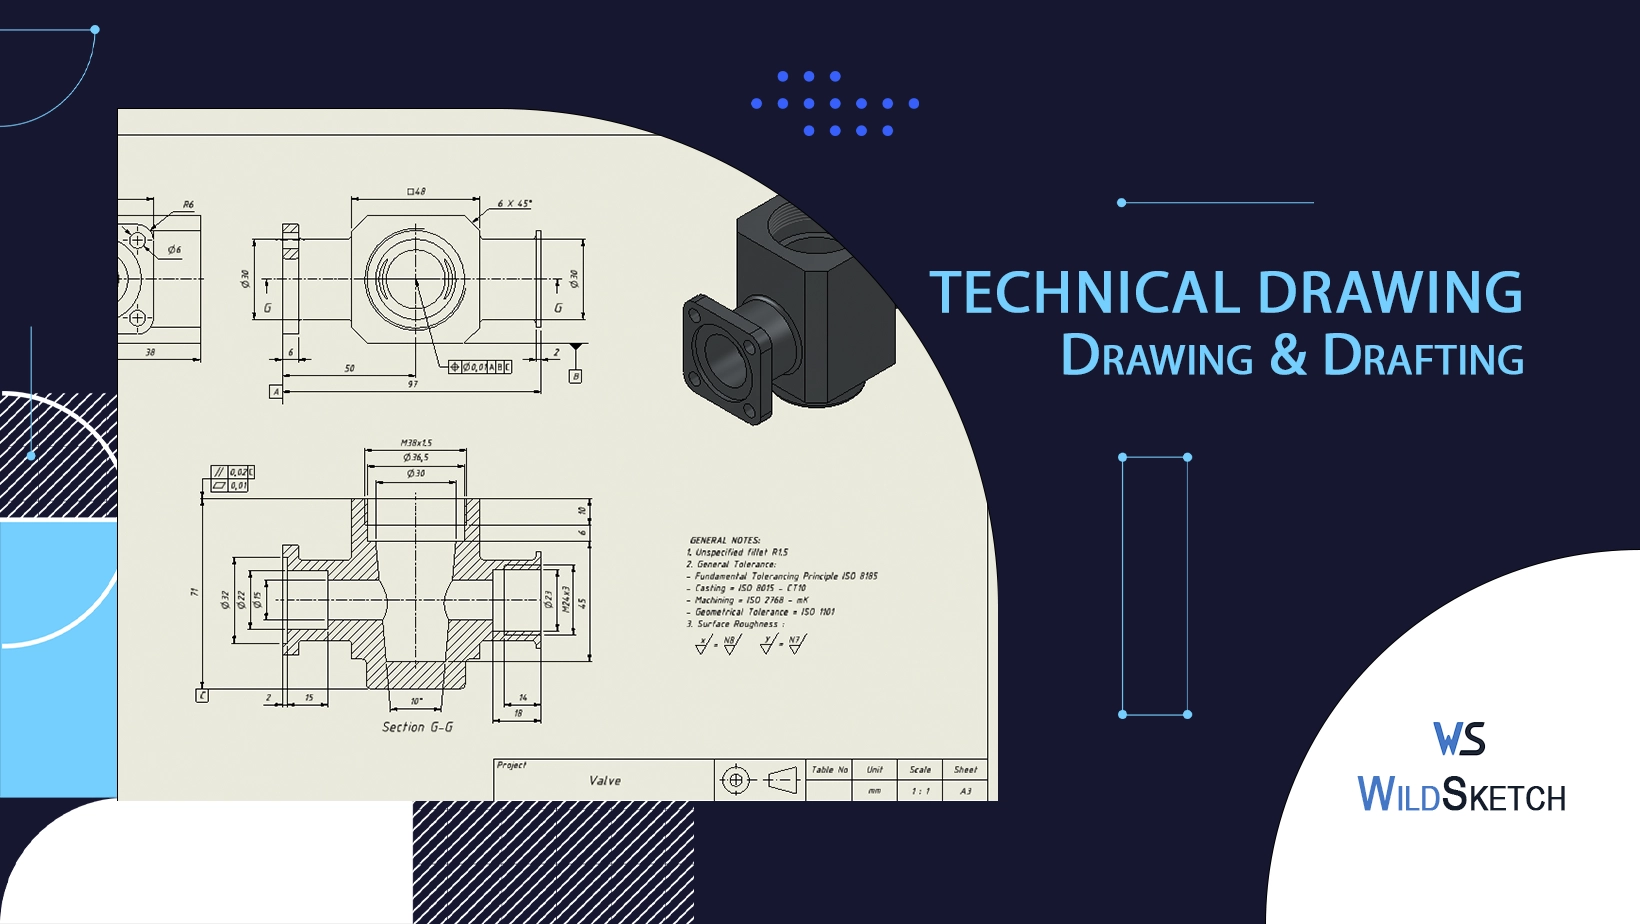 TECHNICAL DRAWING
DRAWING & DRAFTING
□48
R6
6 X 45°
Ø6
Ø30
Ø30
G
G
38
6
2
50
Ø0,01 A B C
97
A
B
M38x1.5
Ø36,5
Ø30
// 0,02 C
0,01
10
6
71
Ø32
Ø22
Ø15
Ø23
M24x3
45
C
2
15
10°
14
18
Section G-G
GENERAL NOTES:
1. Unspecified fillet R1.5
2. General Tolerance:
- Fundamental Tolerancing Principle ISO 8185
- Casting = ISO 8015 - CT10
- Machining = ISO 2768 - mK
- Geometrical Tolerance = ISO 1101
3. Surface Roughness :
x = N8 y = N7
Project
Valve
Table No Unit Scale Sheet
mm 1 : 1 A3
WS
WILDSKETCH